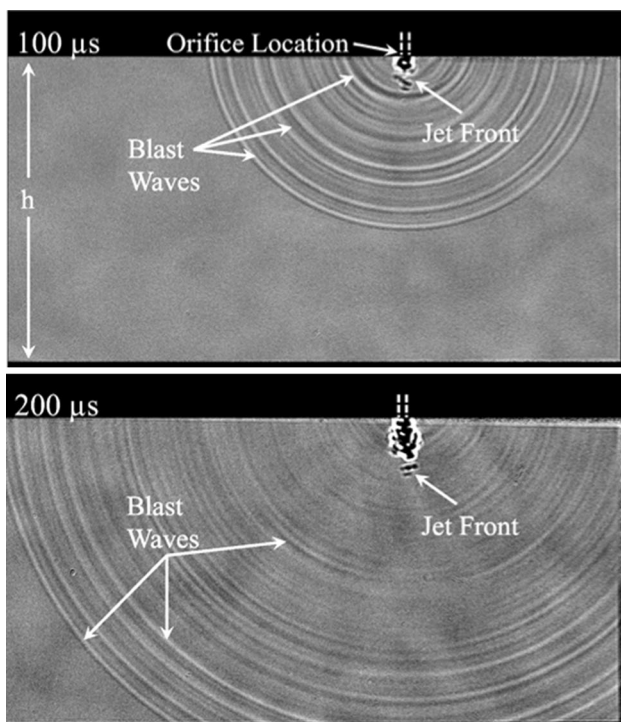 100 µs
Orifice Location
Jet Front
Blast
Waves
h
200 µs
Blast
Waves
Jet Front